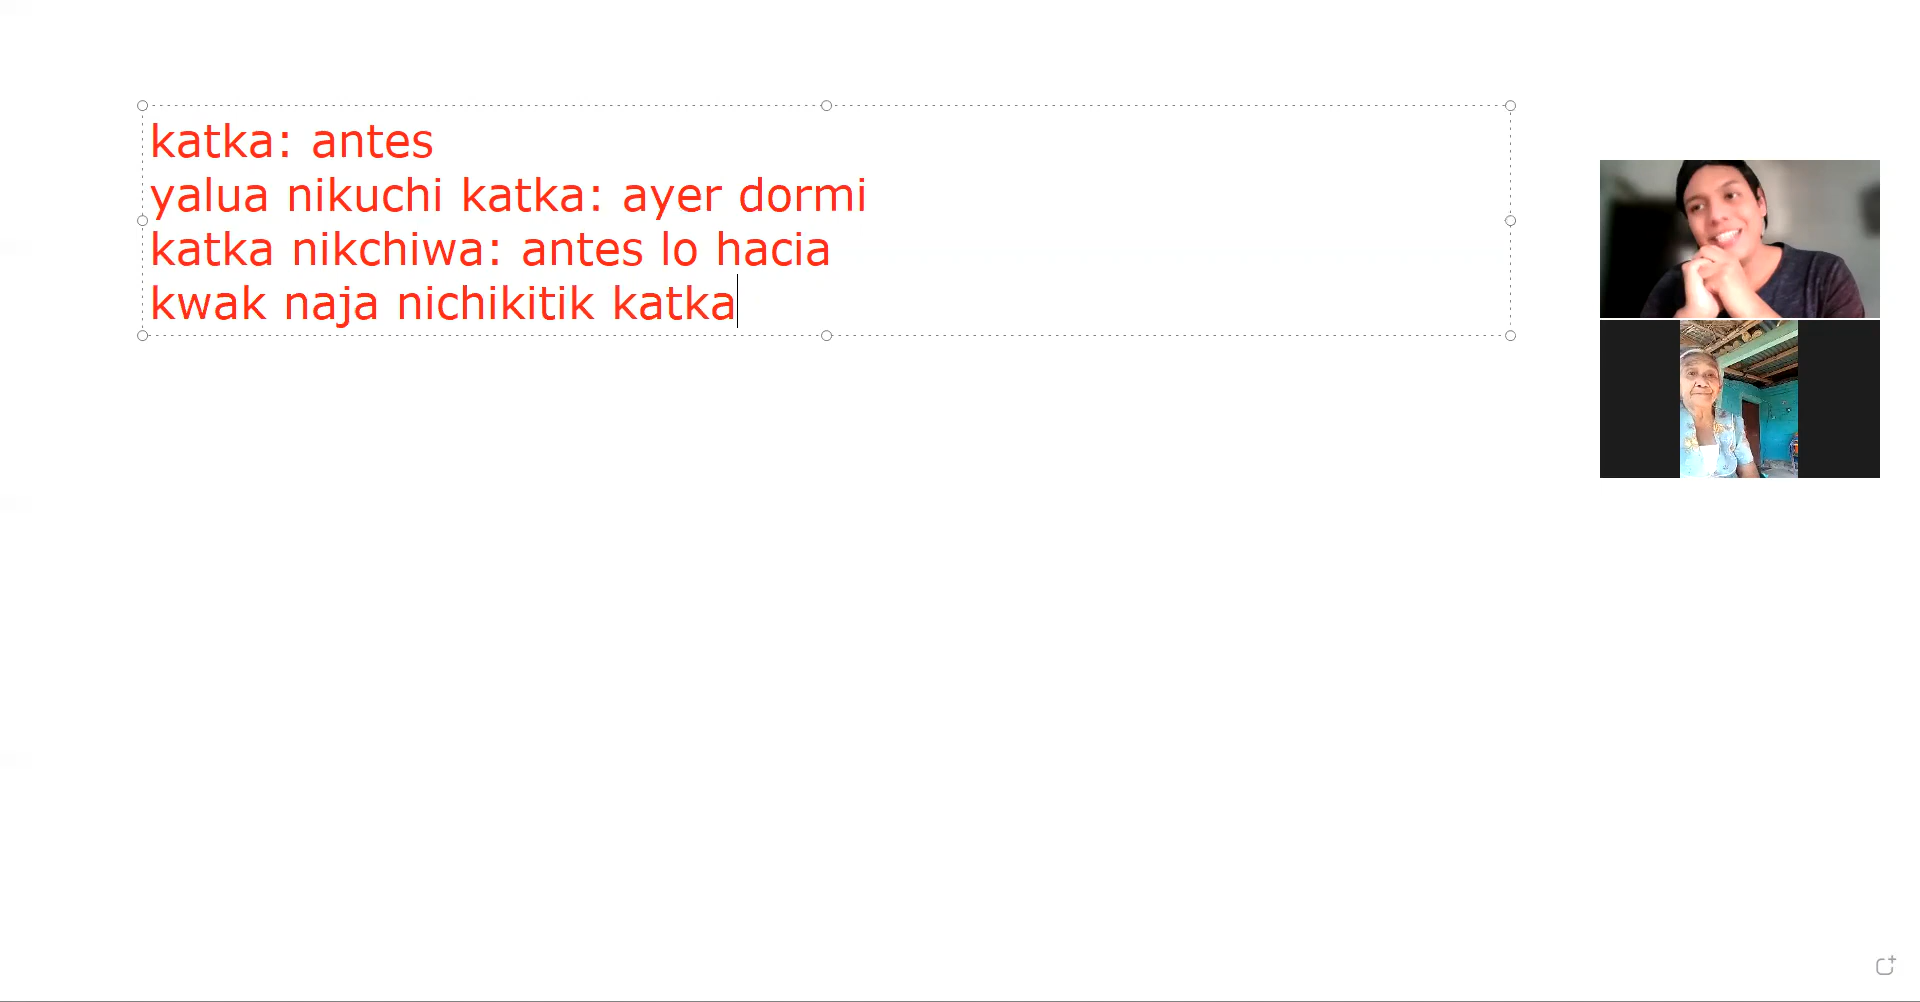 katka: antes
yalua nikuchi katka: ayer dormi
katka nikchiwa: antes lo hacia
kwak naja nichikitik katka